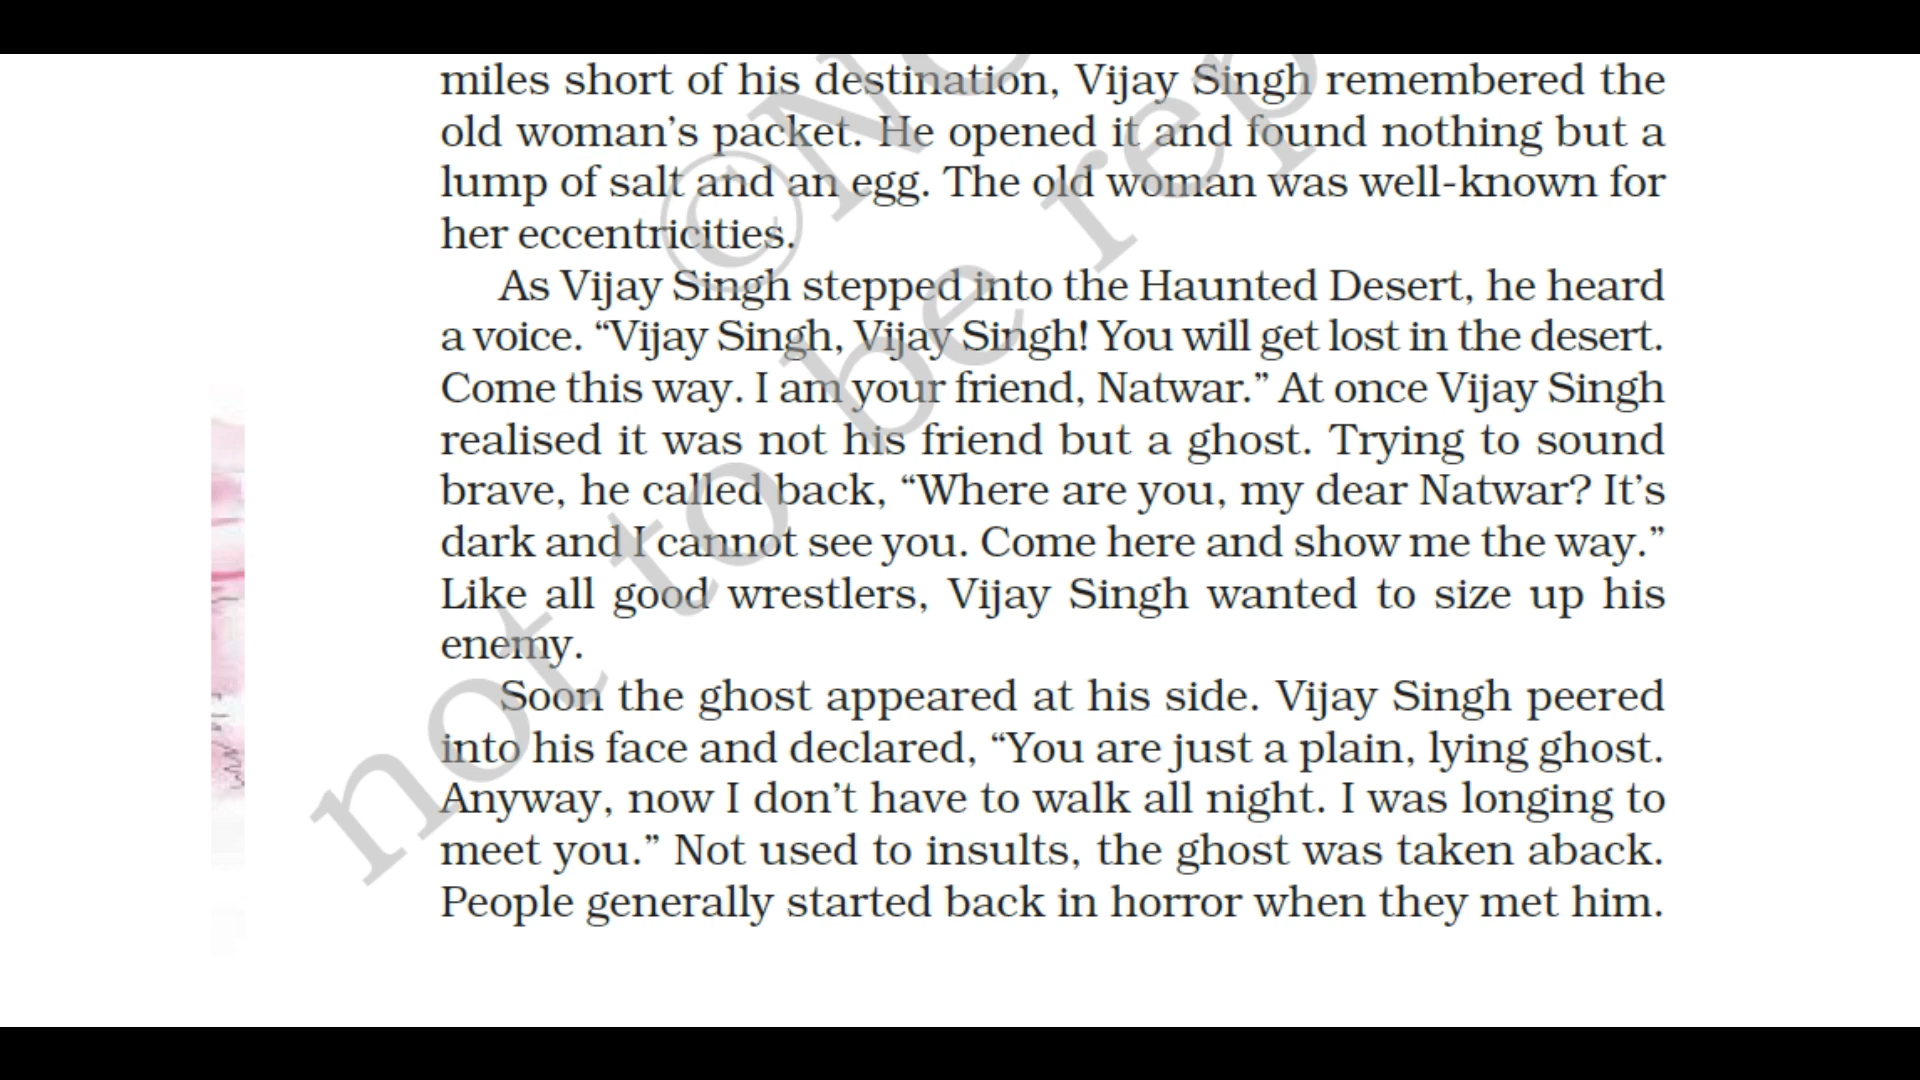 miles short of his destination, Vijay Singh remembered the
old woman’s packet. He opened it and found nothing but a
lump of salt and an egg. The old woman was well-known for
her eccentricities.
As Vijay Singh stepped into the Haunted Desert, he heard
a voice. “Vijay Singh, Vijay Singh! You will get lost in the desert.
Come this way. I am your friend, Natwar.” At once Vijay Singh
realised it was not his friend but a ghost. Trying to sound
brave, he called back, “Where are you, my dear Natwar? It’s
dark and I cannot see you. Come here and show me the way.”
Like all good wrestlers, Vijay Singh wanted to size up his
enemy.
Soon the ghost appeared at his side. Vijay Singh peered
into his face and declared, “You are just a plain, lying ghost.
Anyway, now I don’t have to walk all night. I was longing to
meet you.” Not used to insults, the ghost was taken aback.
People generally started back in horror when they met him.
©NC
not to be rep